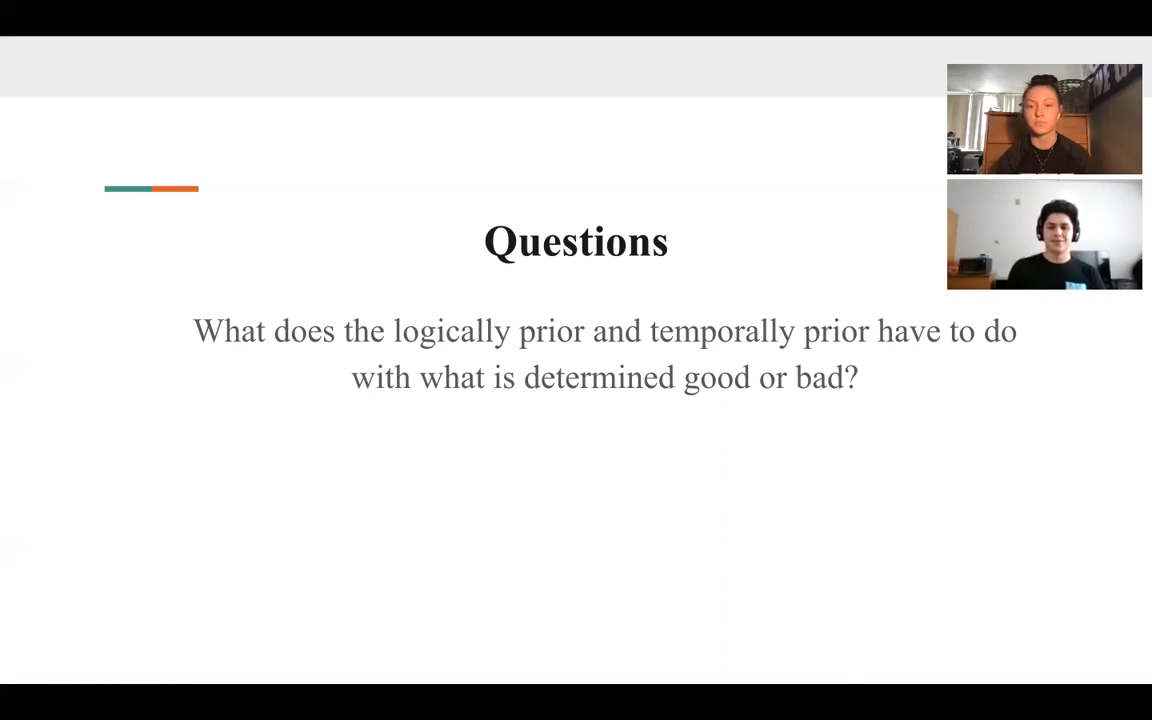 Questions
What does the logically prior and temporally prior have to do
with what is determined good or bad?